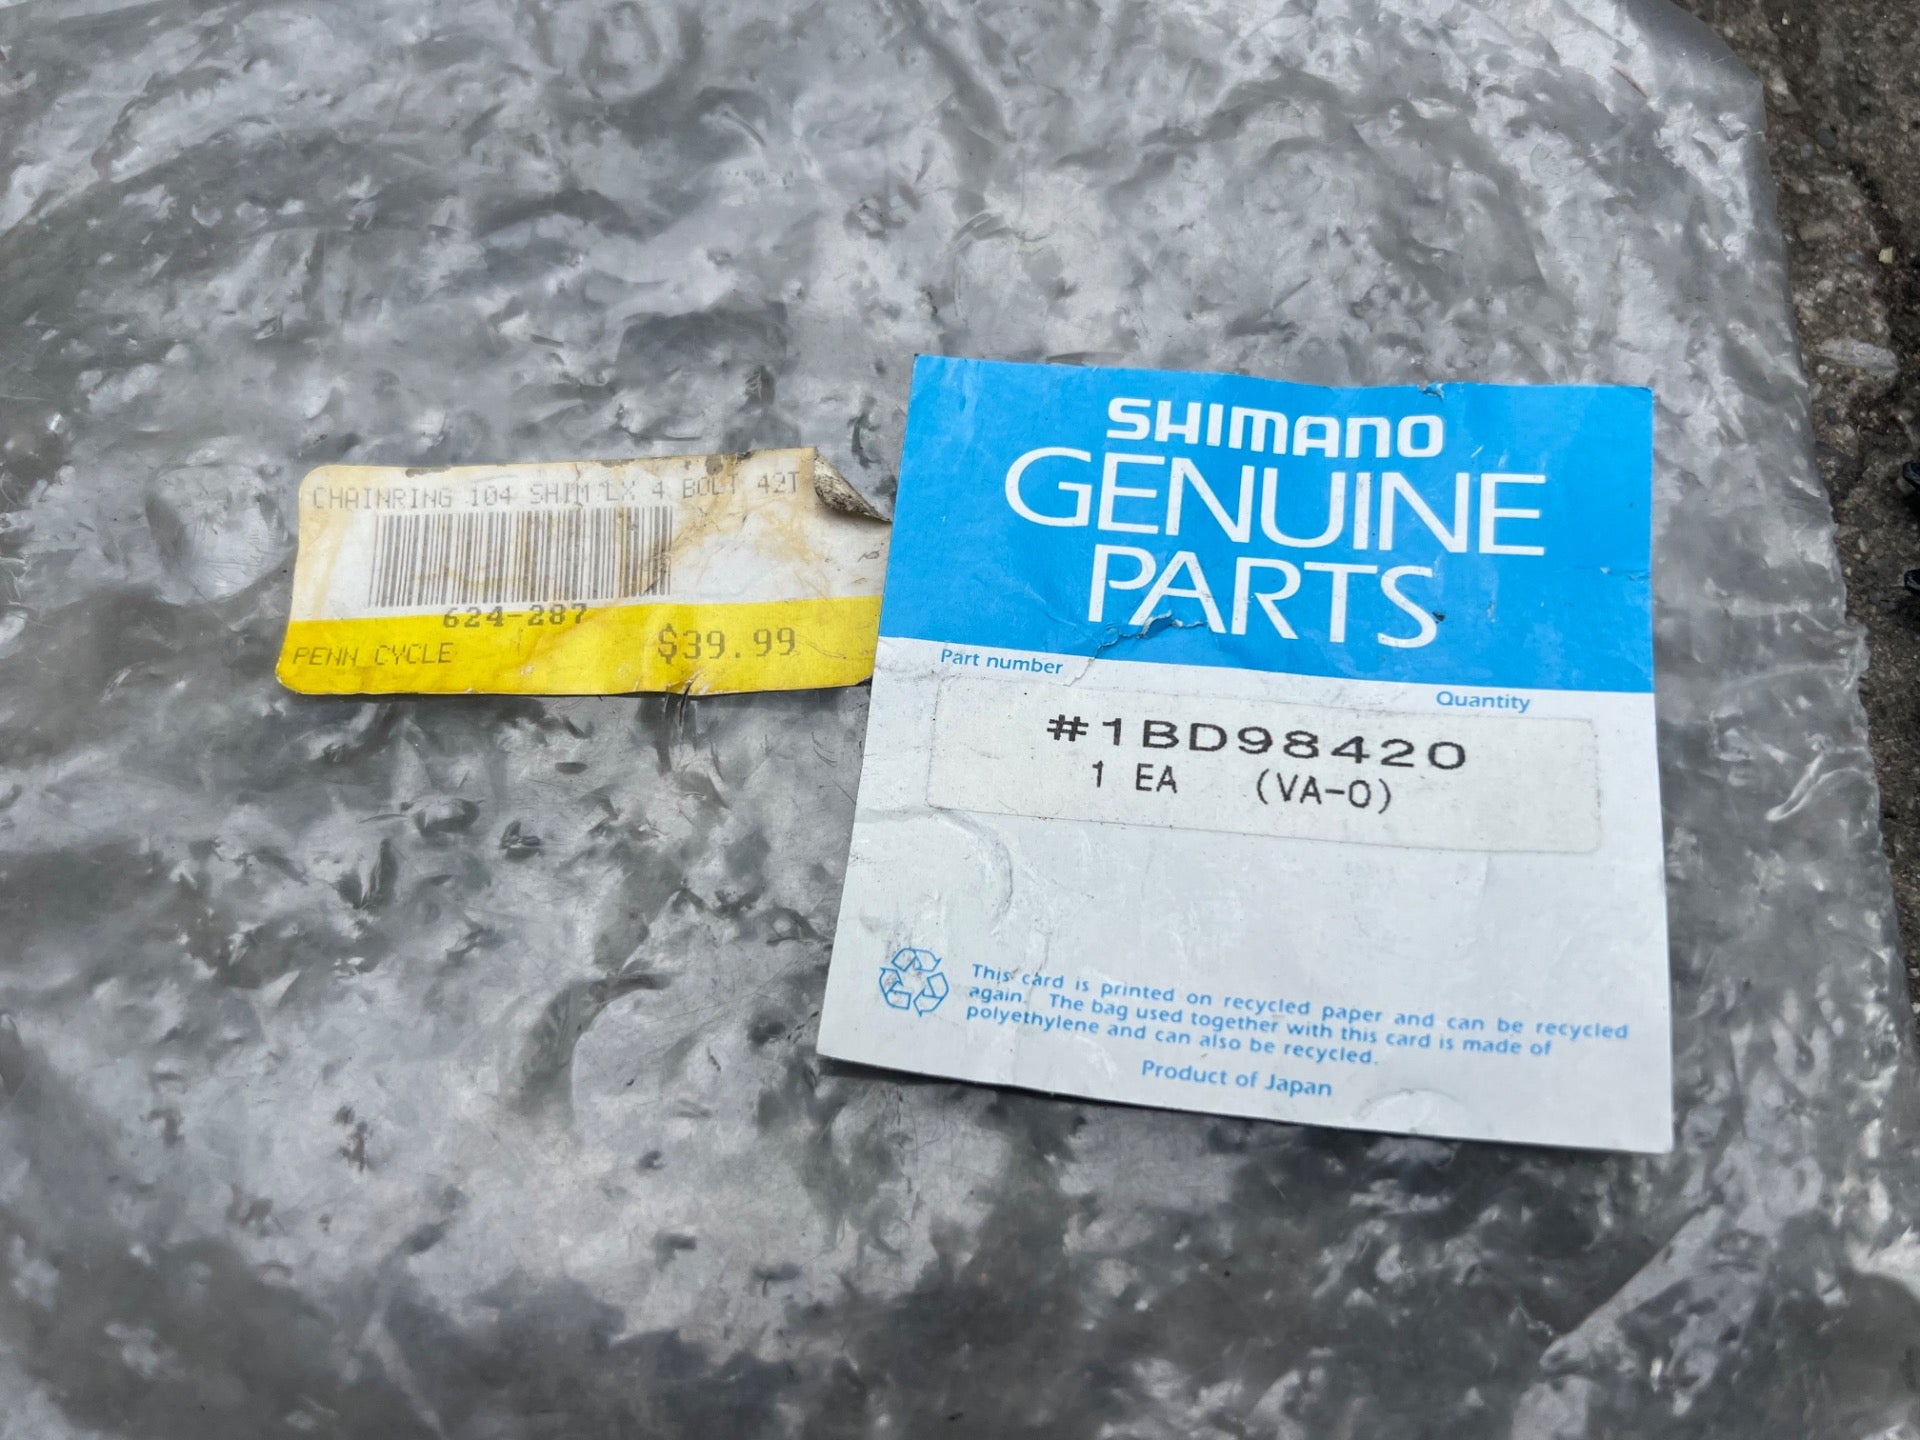 CHAINRING 104 SHIM LX 4 BOLT 42T
624-287
PENN CYCLE $39.99
SHIMANO
GENUINE
PARTS
Part number
Quantity
#1BD98420
1 EA (VA-0)
This card is printed on recycled paper and can be recycled
again. The bag used together with this card is made of
polyethylene and can also be recycled.
Product of Japan